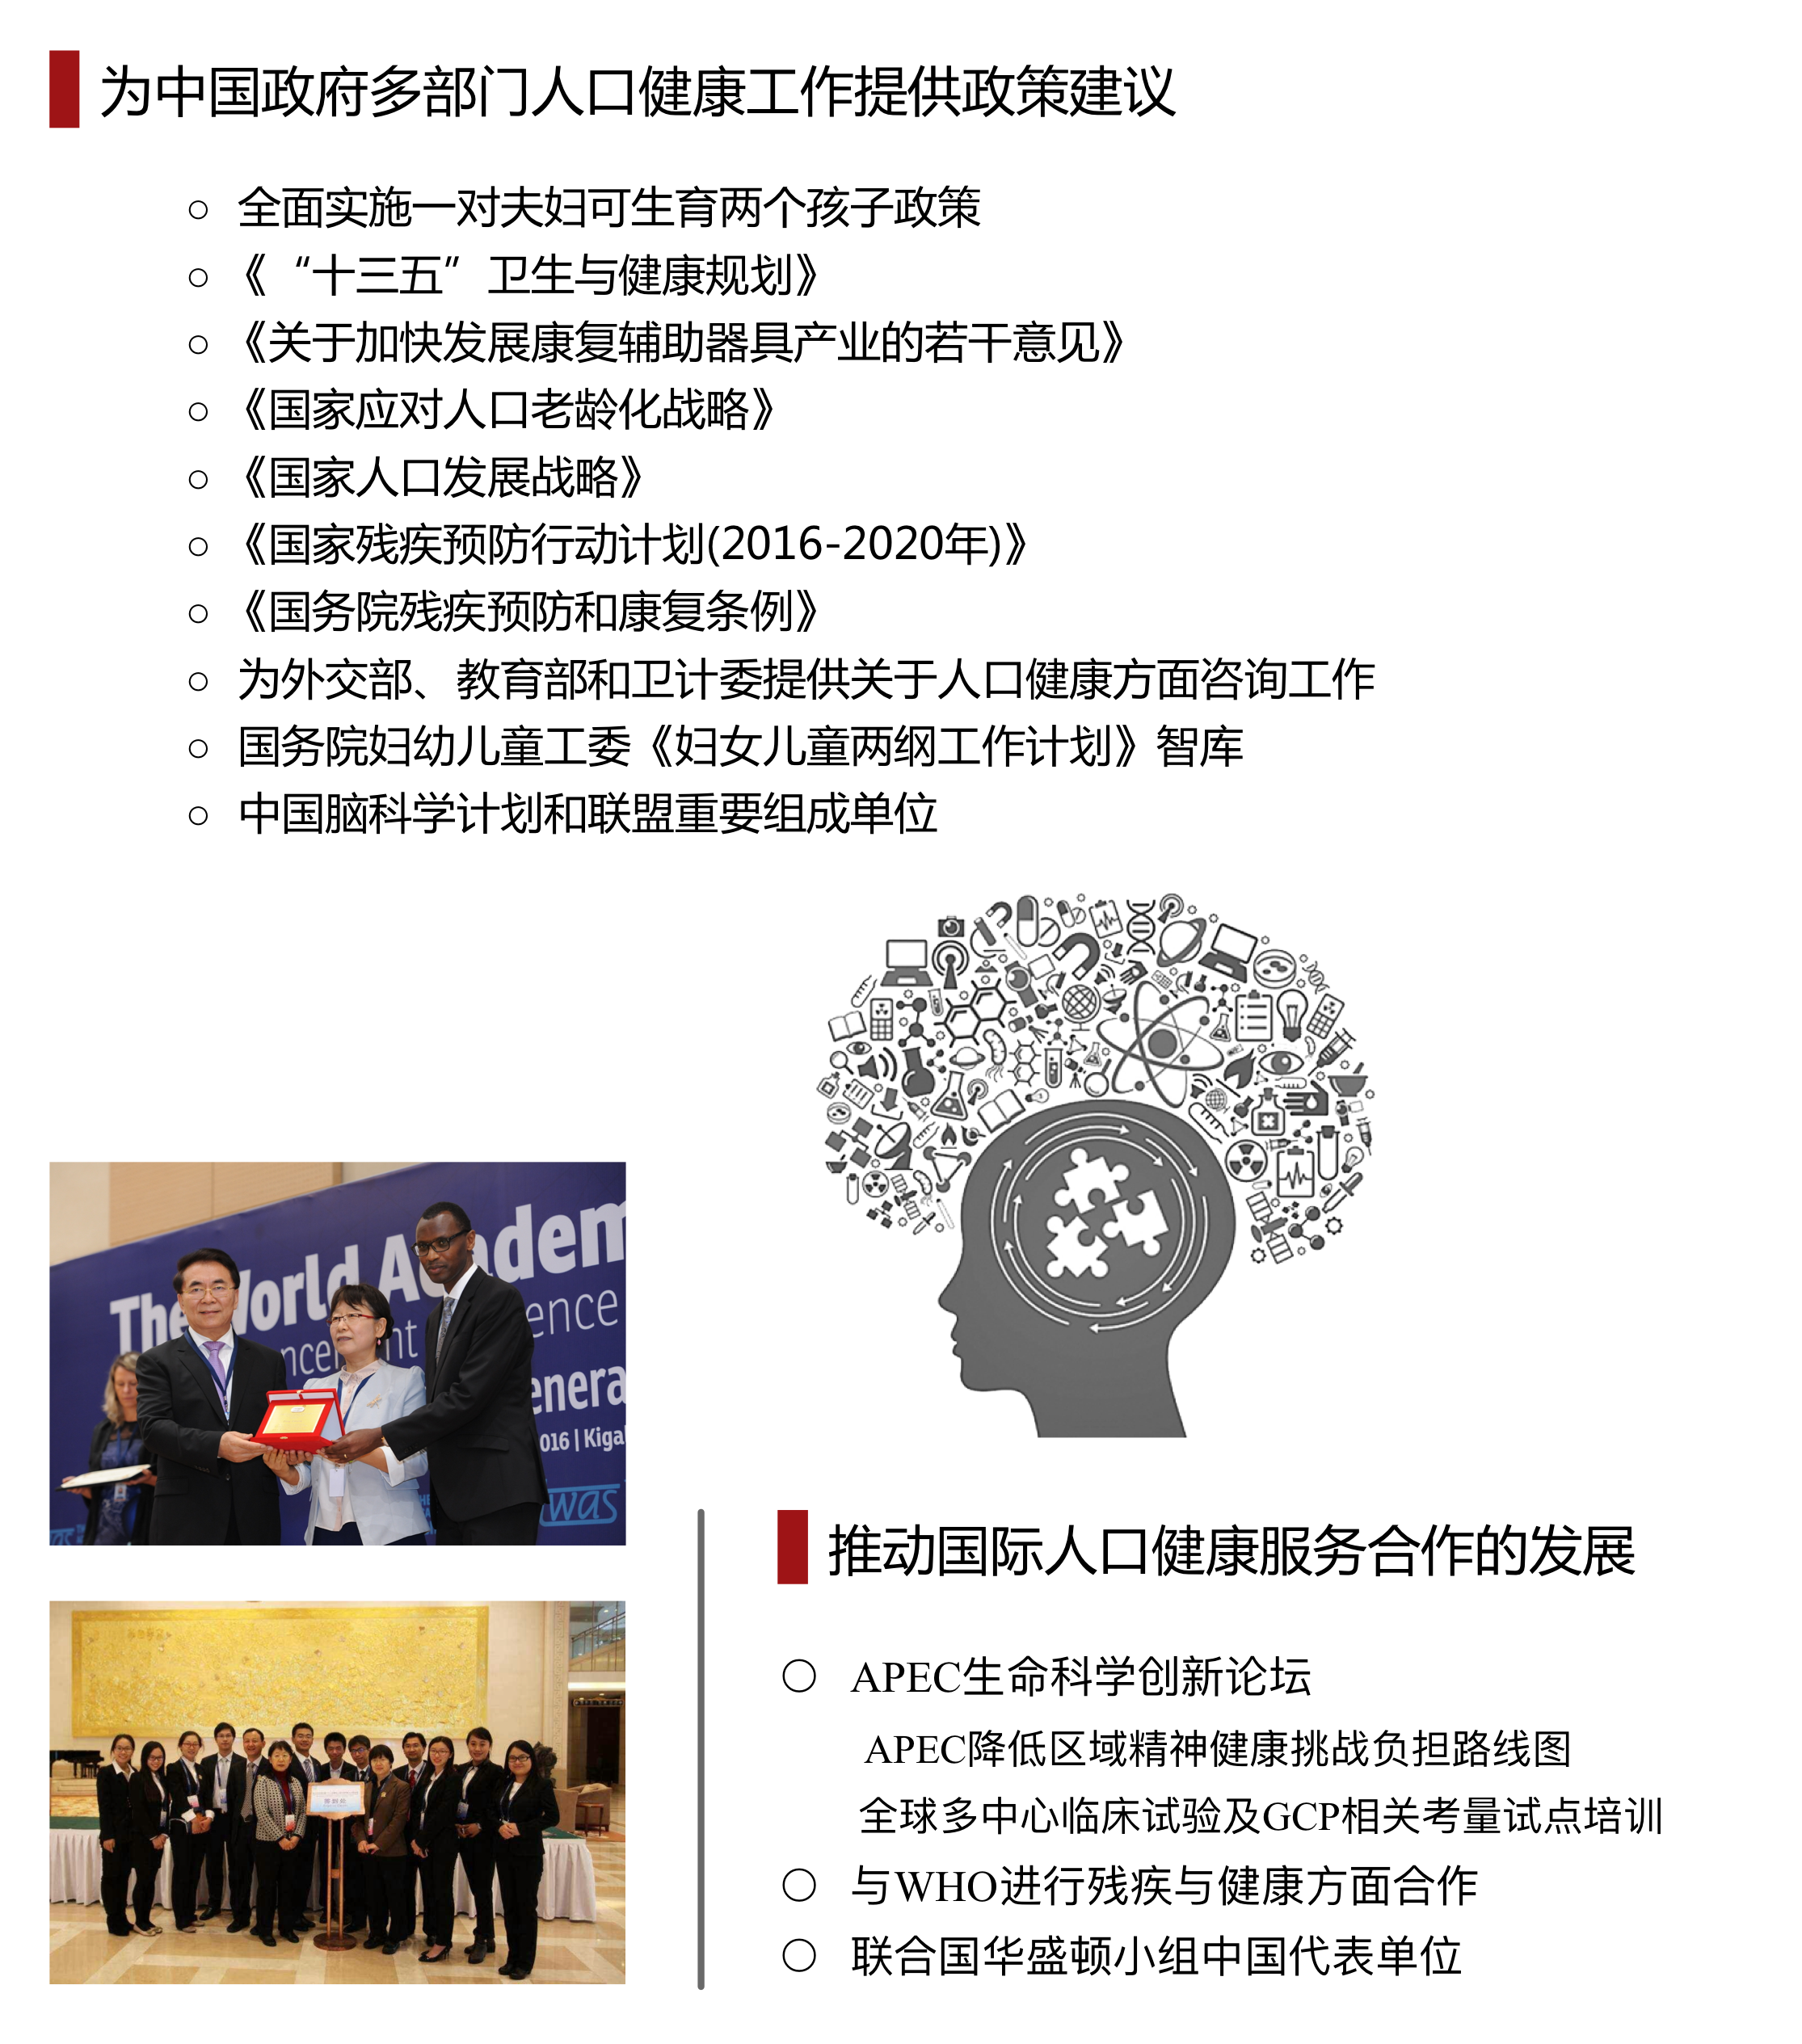 为中国政府多部门人口健康工作提供政策建议
○ 全面实施一对夫妇可生育两个孩子政策
○ 《“十三五”卫生与健康规划》
○ 《关于加快发展康复辅助器具产业的若干意见》
○ 《国家应对人口老龄化战略》
○ 《国家人口发展战略》
○ 《国家残疾预防行动计划(2016-2020年)》
○ 《国务院残疾预防和康复条例》
○ 为外交部、教育部和卫计委提供关于人口健康方面咨询工作
○ 国务院妇幼儿童工委《妇女儿童两纲工作计划》智库
○ 中国脑科学计划和联盟重要组成单位
The World Academ
ncement ence
enera
016 | Kigal
was
推动国际人口健康服务合作的发展
○ APEC生命科学创新论坛
APEC降低区域精神健康挑战负担路线图
全球多中心临床试验及GCP相关考量试点培训
○ 与WHO进行残疾与健康方面合作
○ 联合国华盛顿小组中国代表单位